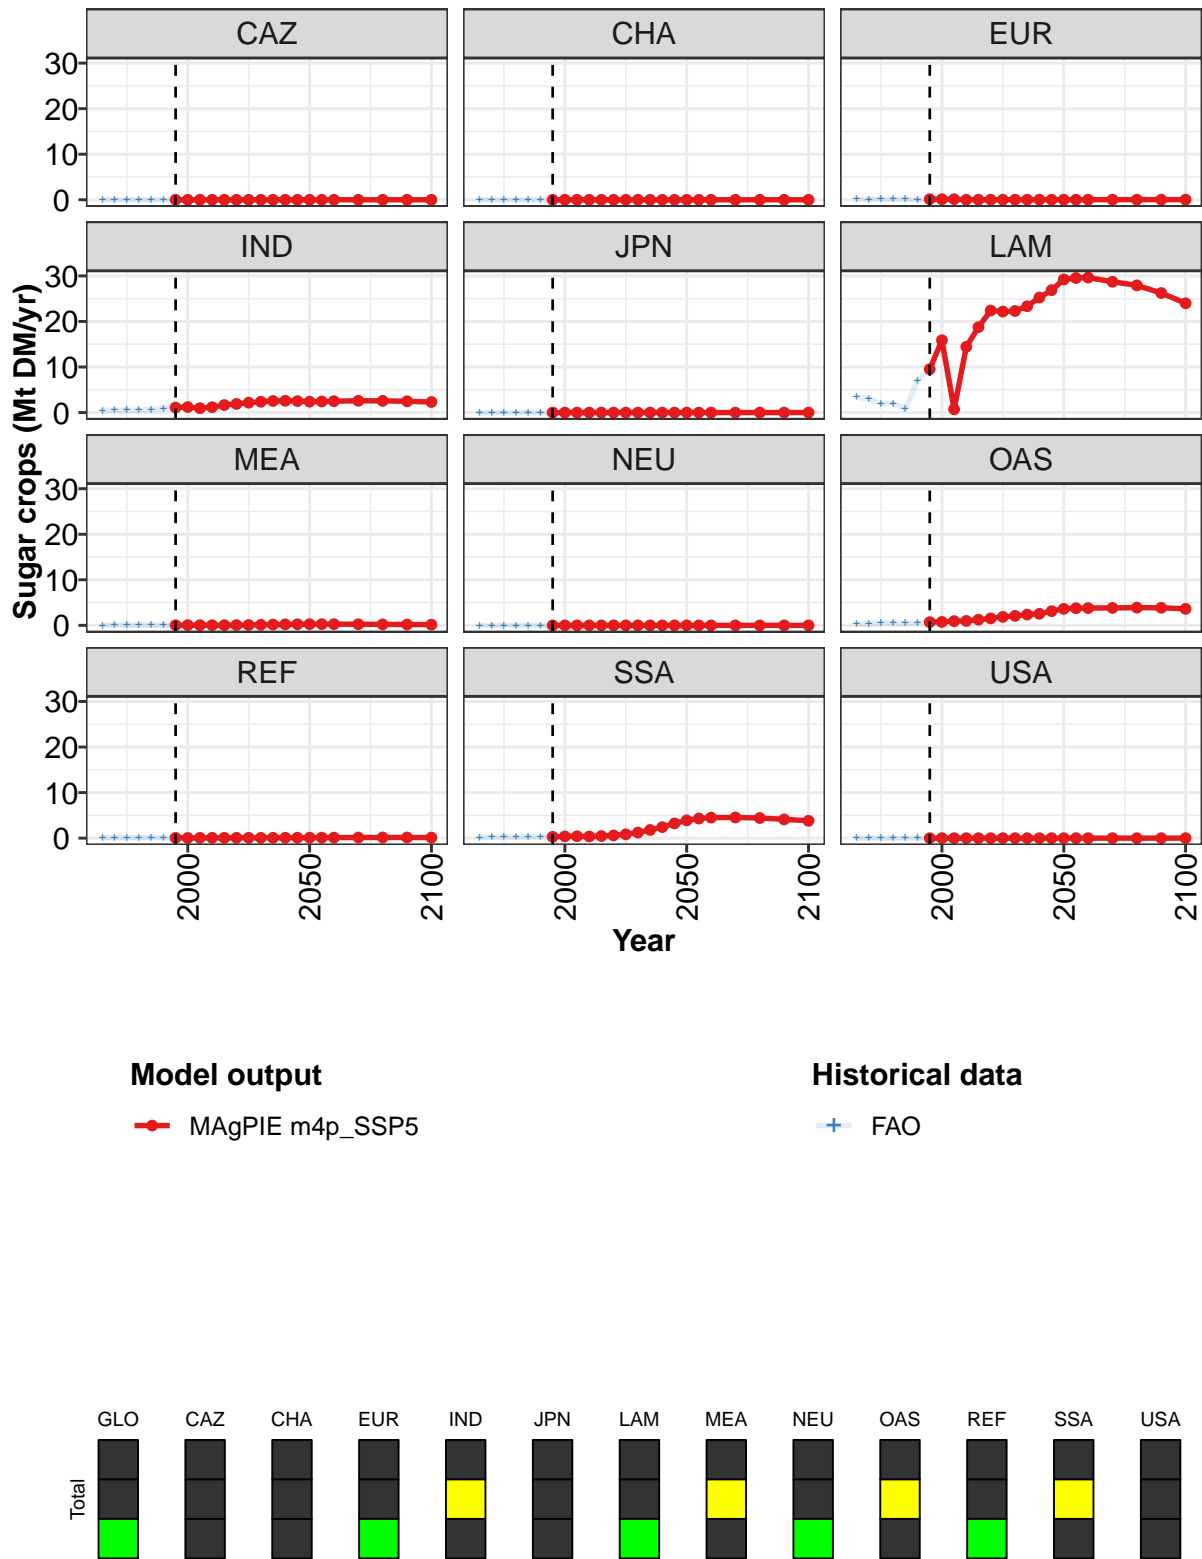 CAZ CHA EUR
30
20
10
0
IND JPN LAM
30
20
10
0
MEA NEU OAS
30
20
10
0
REF SSA USA
30
20
10
0
Sugar crops (Mt DM/yr)
2000 2050 2100 2000 2050 2100 2000 2050 2100
Year
Model output Historical data
MAgPIE m4p_SSP5 FAO
GLO CAZ CHA EUR IND JPN LAM MEA NEU OAS REF SSA USA
Total